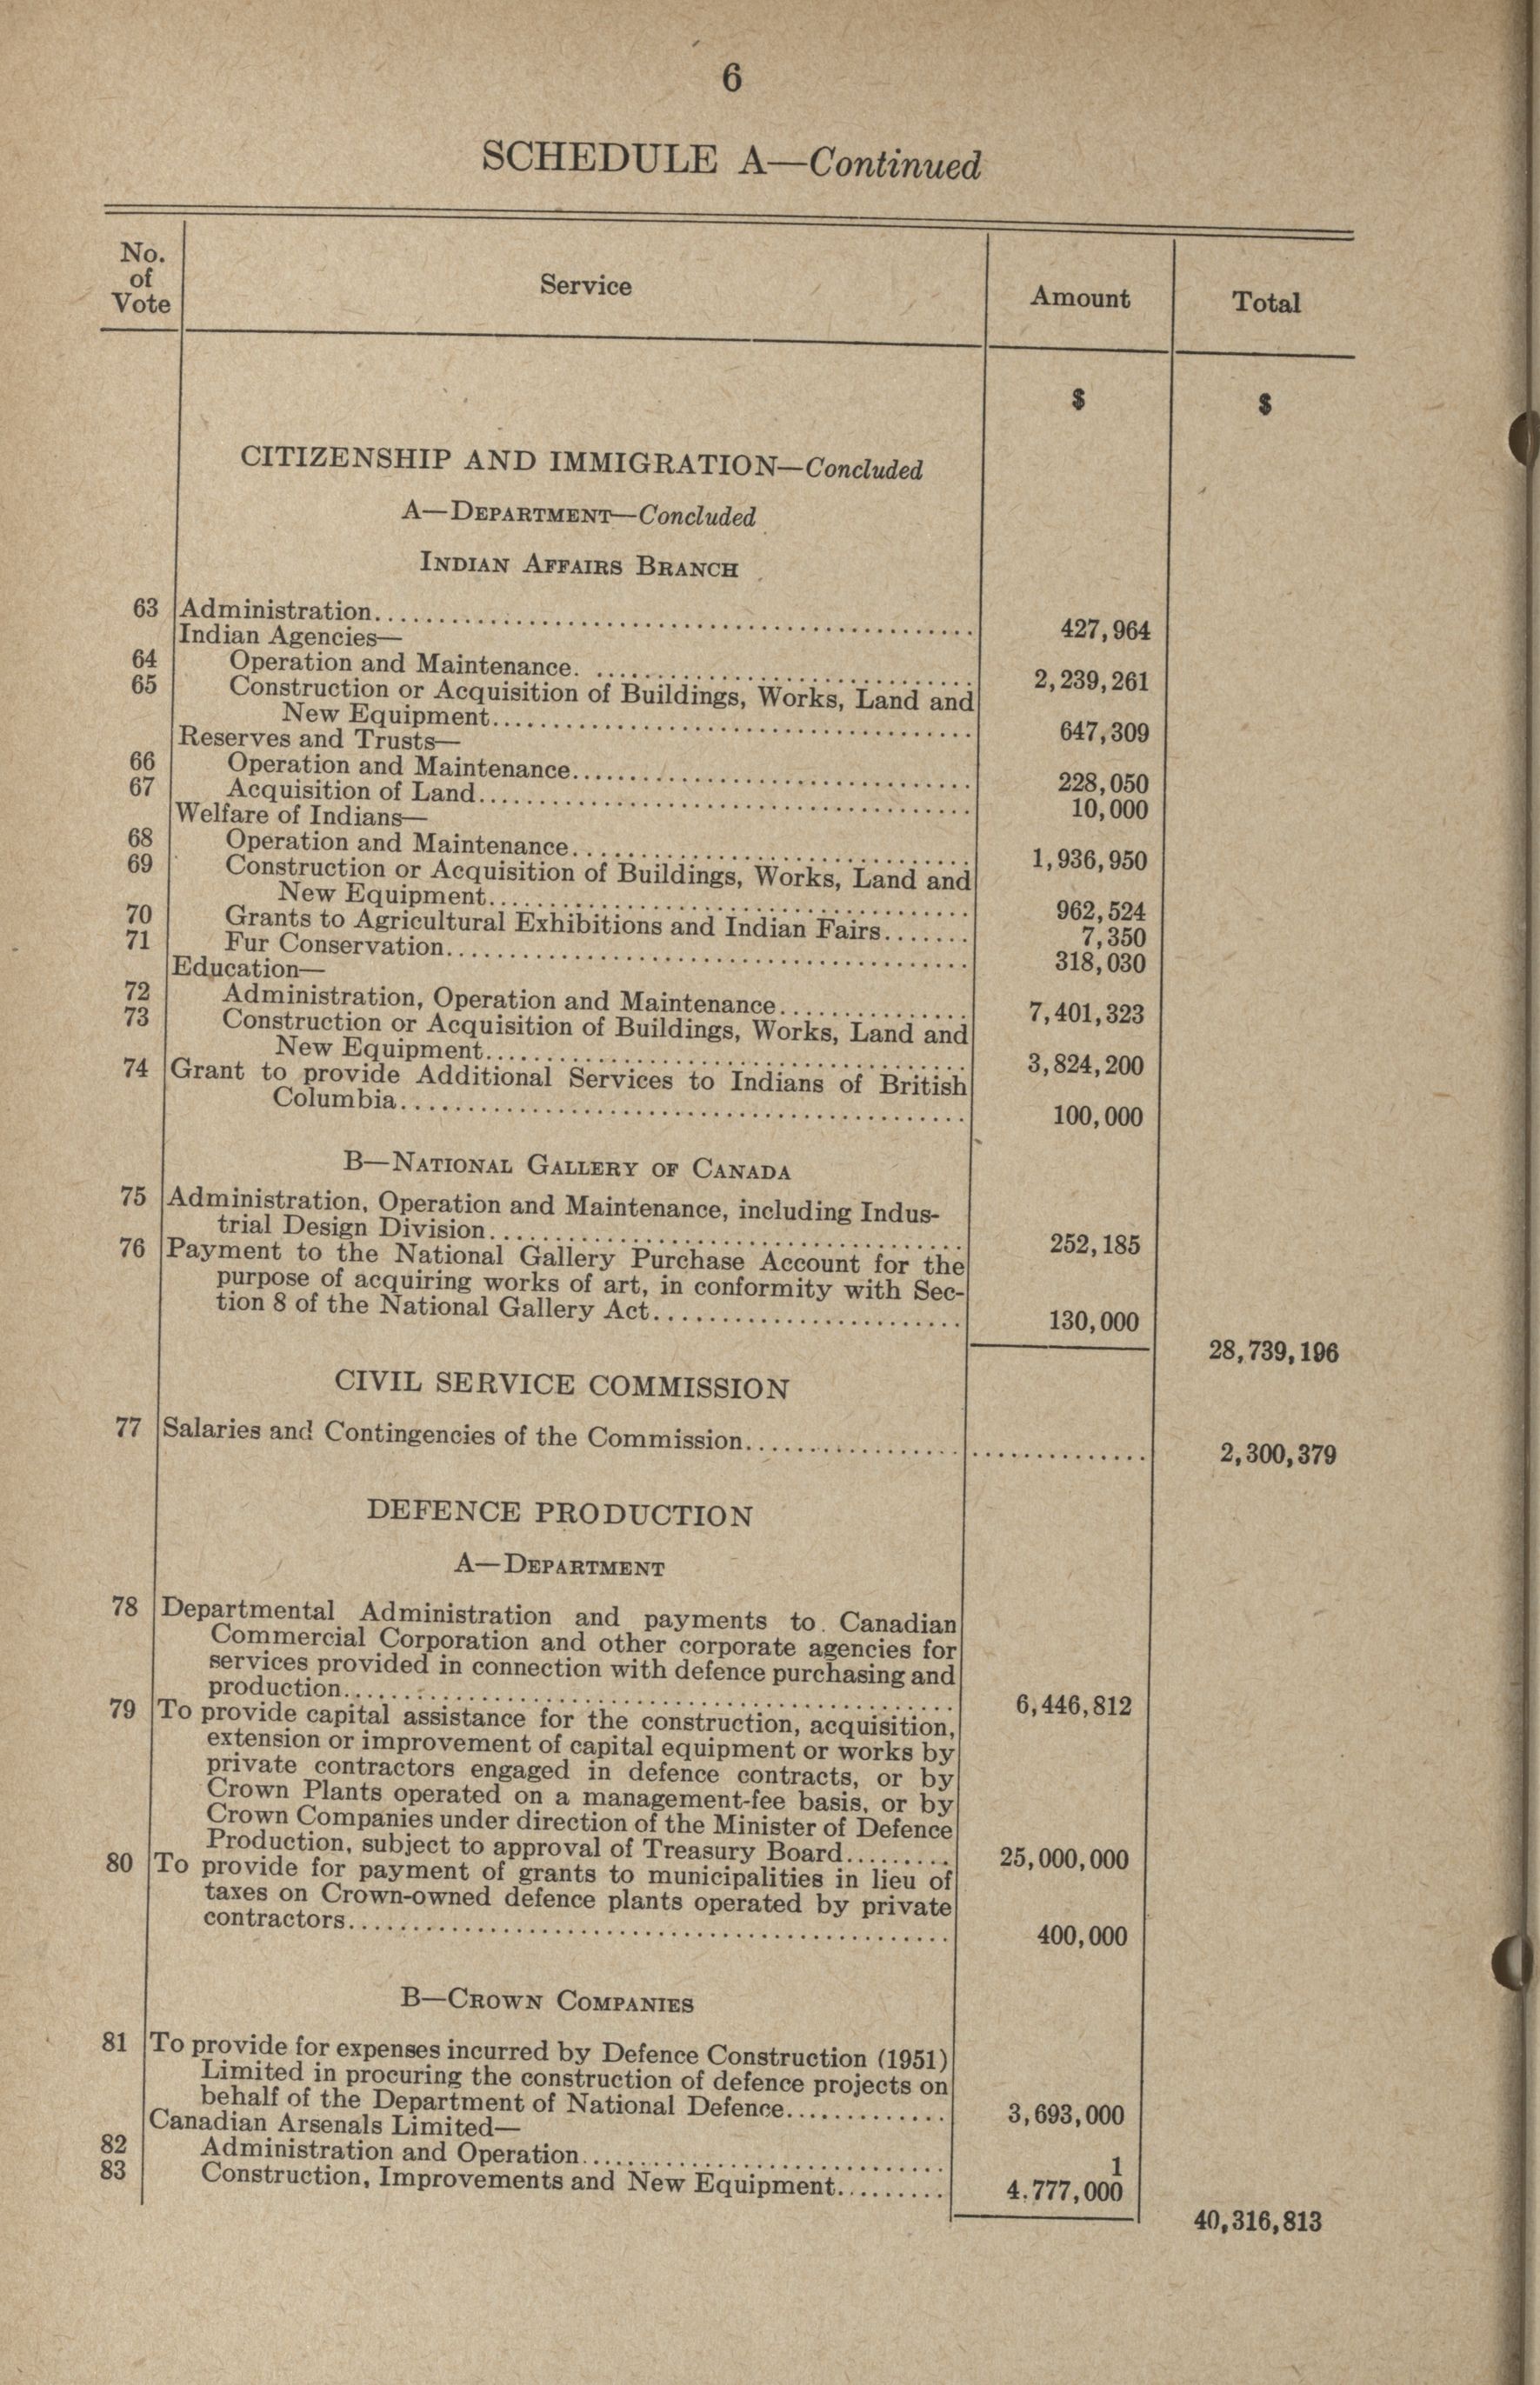 6
SCHEDULE A—Continued
No.
of
Vote
Service
Amount
Total
$
$
CITIZENSHIP AND IMMIGRATION—Concluded
A—DEPARTMENT—Concluded
INDIAN AFFAIRS BRANCH
63 Administration.......... 427,964
Indian Agencies—
64 Operation and Maintenance.......... 2,239,261
65 Construction or Acquisition of Buildings, Works, Land and
New Equipment.......... 647,309
Reserves and Trusts—
66 Operation and Maintenance.......... 228,050
67 Acquisition of Land.......... 10,000
Welfare of Indians—
68 Operation and Maintenance.......... 1,936,950
69 Construction or Acquisition of Buildings, Works, Land and
New Equipment.......... 962,524
70 Grants to Agricultural Exhibitions and Indian Fairs....... 7,350
71 Fur Conservation.......... 318,030
Education—
72 Administration, Operation and Maintenance.......... 7,401,323
73 Construction or Acquisition of Buildings, Works, Land and
New Equipment.......... 3,824,200
74 Grant to provide Additional Services to Indians of British
Columbia.......... 100,000
B—NATIONAL GALLERY OF CANADA
75 Administration, Operation and Maintenance, including Indus-
trial Design Division.......... 252,185
76 Payment to the National Gallery Purchase Account for the
purpose of acquiring works of art, in conformity with Sec-
tion 8 of the National Gallery Act.......... 130,000
28,739,196
CIVIL SERVICE COMMISSION
77 Salaries and Contingencies of the Commission.......... 2,300,379
DEFENCE PRODUCTION
A—DEPARTMENT
78 Departmental Administration and payments to Canadian
Commercial Corporation and other corporate agencies for
services provided in connection with defence purchasing and
production.......... 6,446,812
79 To provide capital assistance for the construction, acquisition,
extension or improvement of capital equipment or works by
private contractors engaged in defence contracts, or by
Crown Plants operated on a management-fee basis, or by
Crown Companies under direction of the Minister of Defence
Production, subject to approval of Treasury Board......... 25,000,000
80 To provide for payment of grants to municipalities in lieu of
taxes on Crown-owned defence plants operated by private
contractors.......... 400,000
B—CROWN COMPANIES
81 To provide for expenses incurred by Defence Construction (1951)
Limited in procuring the construction of defence projects on
behalf of the Department of National Defence.......... 3,693,000
Canadian Arsenals Limited—
82 Administration and Operation.......... 1
83 Construction, Improvements and New Equipment......... 4,777,000
40,316,813